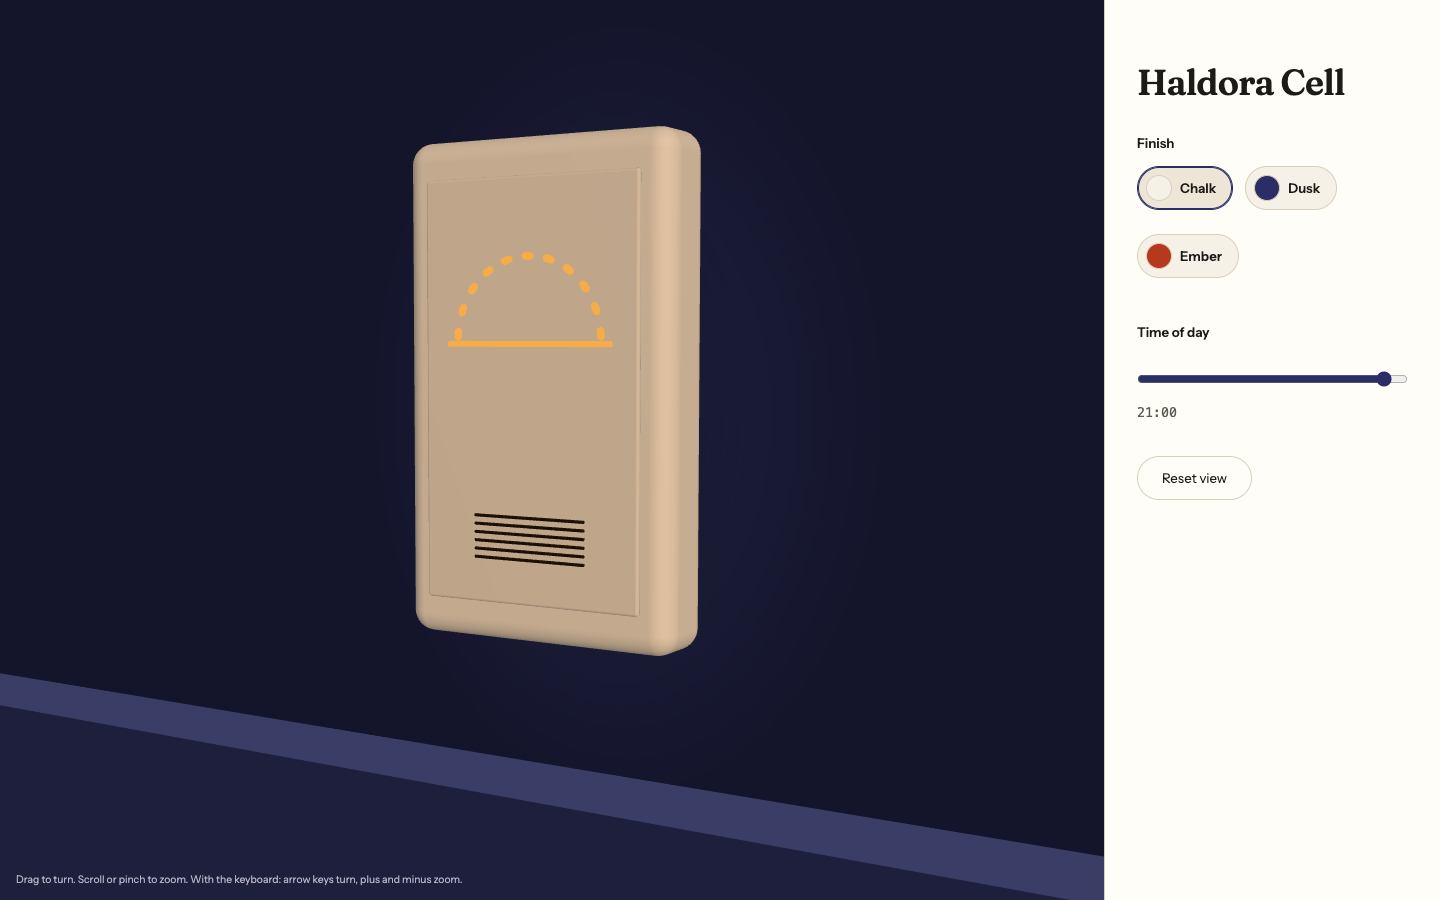 Haldora Cell
Finish
Chalk
Dusk
Ember
Time of day
21:00
Reset view
Drag to turn. Scroll or pinch to zoom. With the keyboard: arrow keys turn, plus and minus zoom.